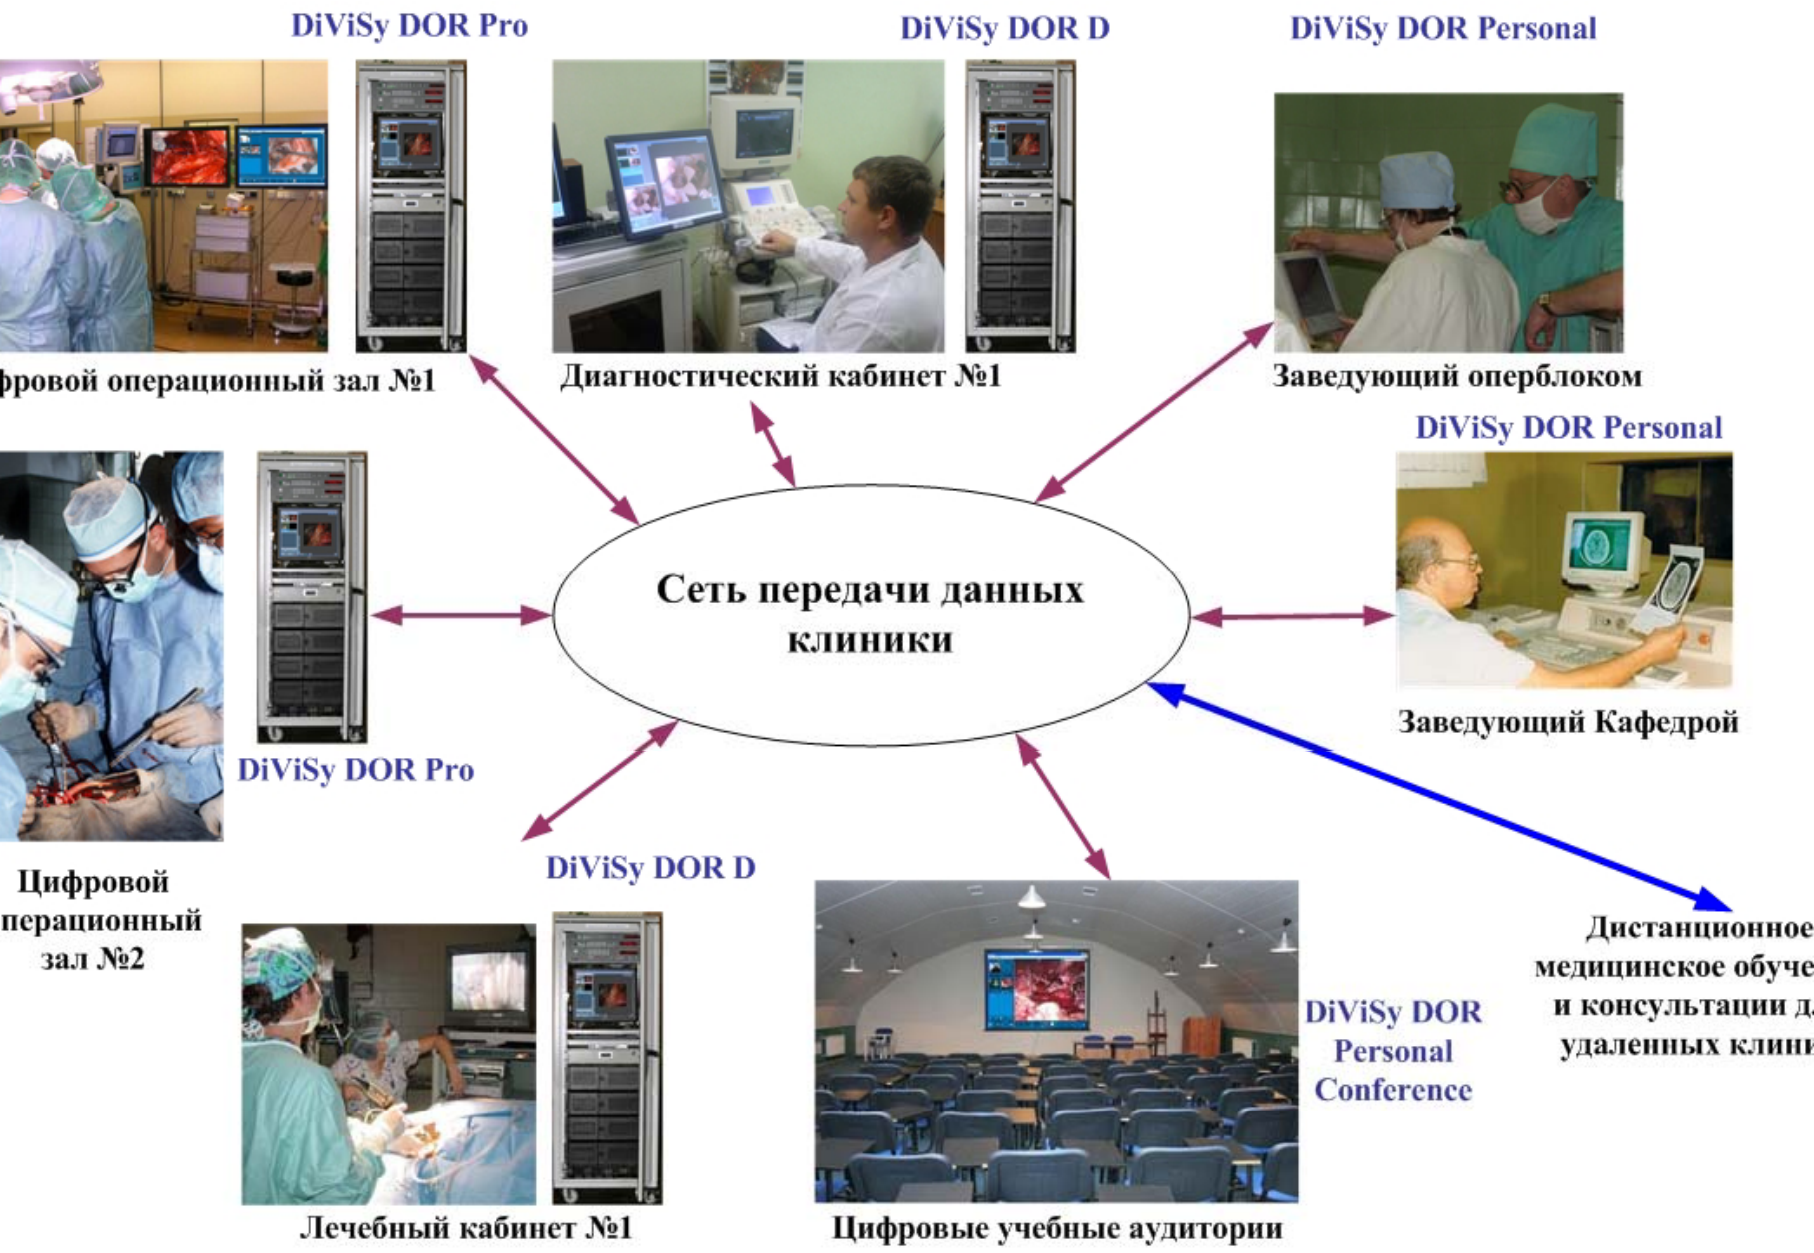 DiViSy DOR Pro
DiViSy DOR D
DiViSy DOR Personal
фровой операционный зал №1
Диагностический кабинет №1
Заведующий оперблоком
DiViSy DOR Personal
Сеть передачи данных
клиники
Заведующий Кафедрой
DiViSy DOR Pro
Цифровой
перационный
зал №2
DiViSy DOR D
Лечебный кабинет №1
DiViSy DOR
Personal
Conference
Цифровые учебные аудитории
Дистанционное
медицинское обуче
и консультации д
удаленных клини